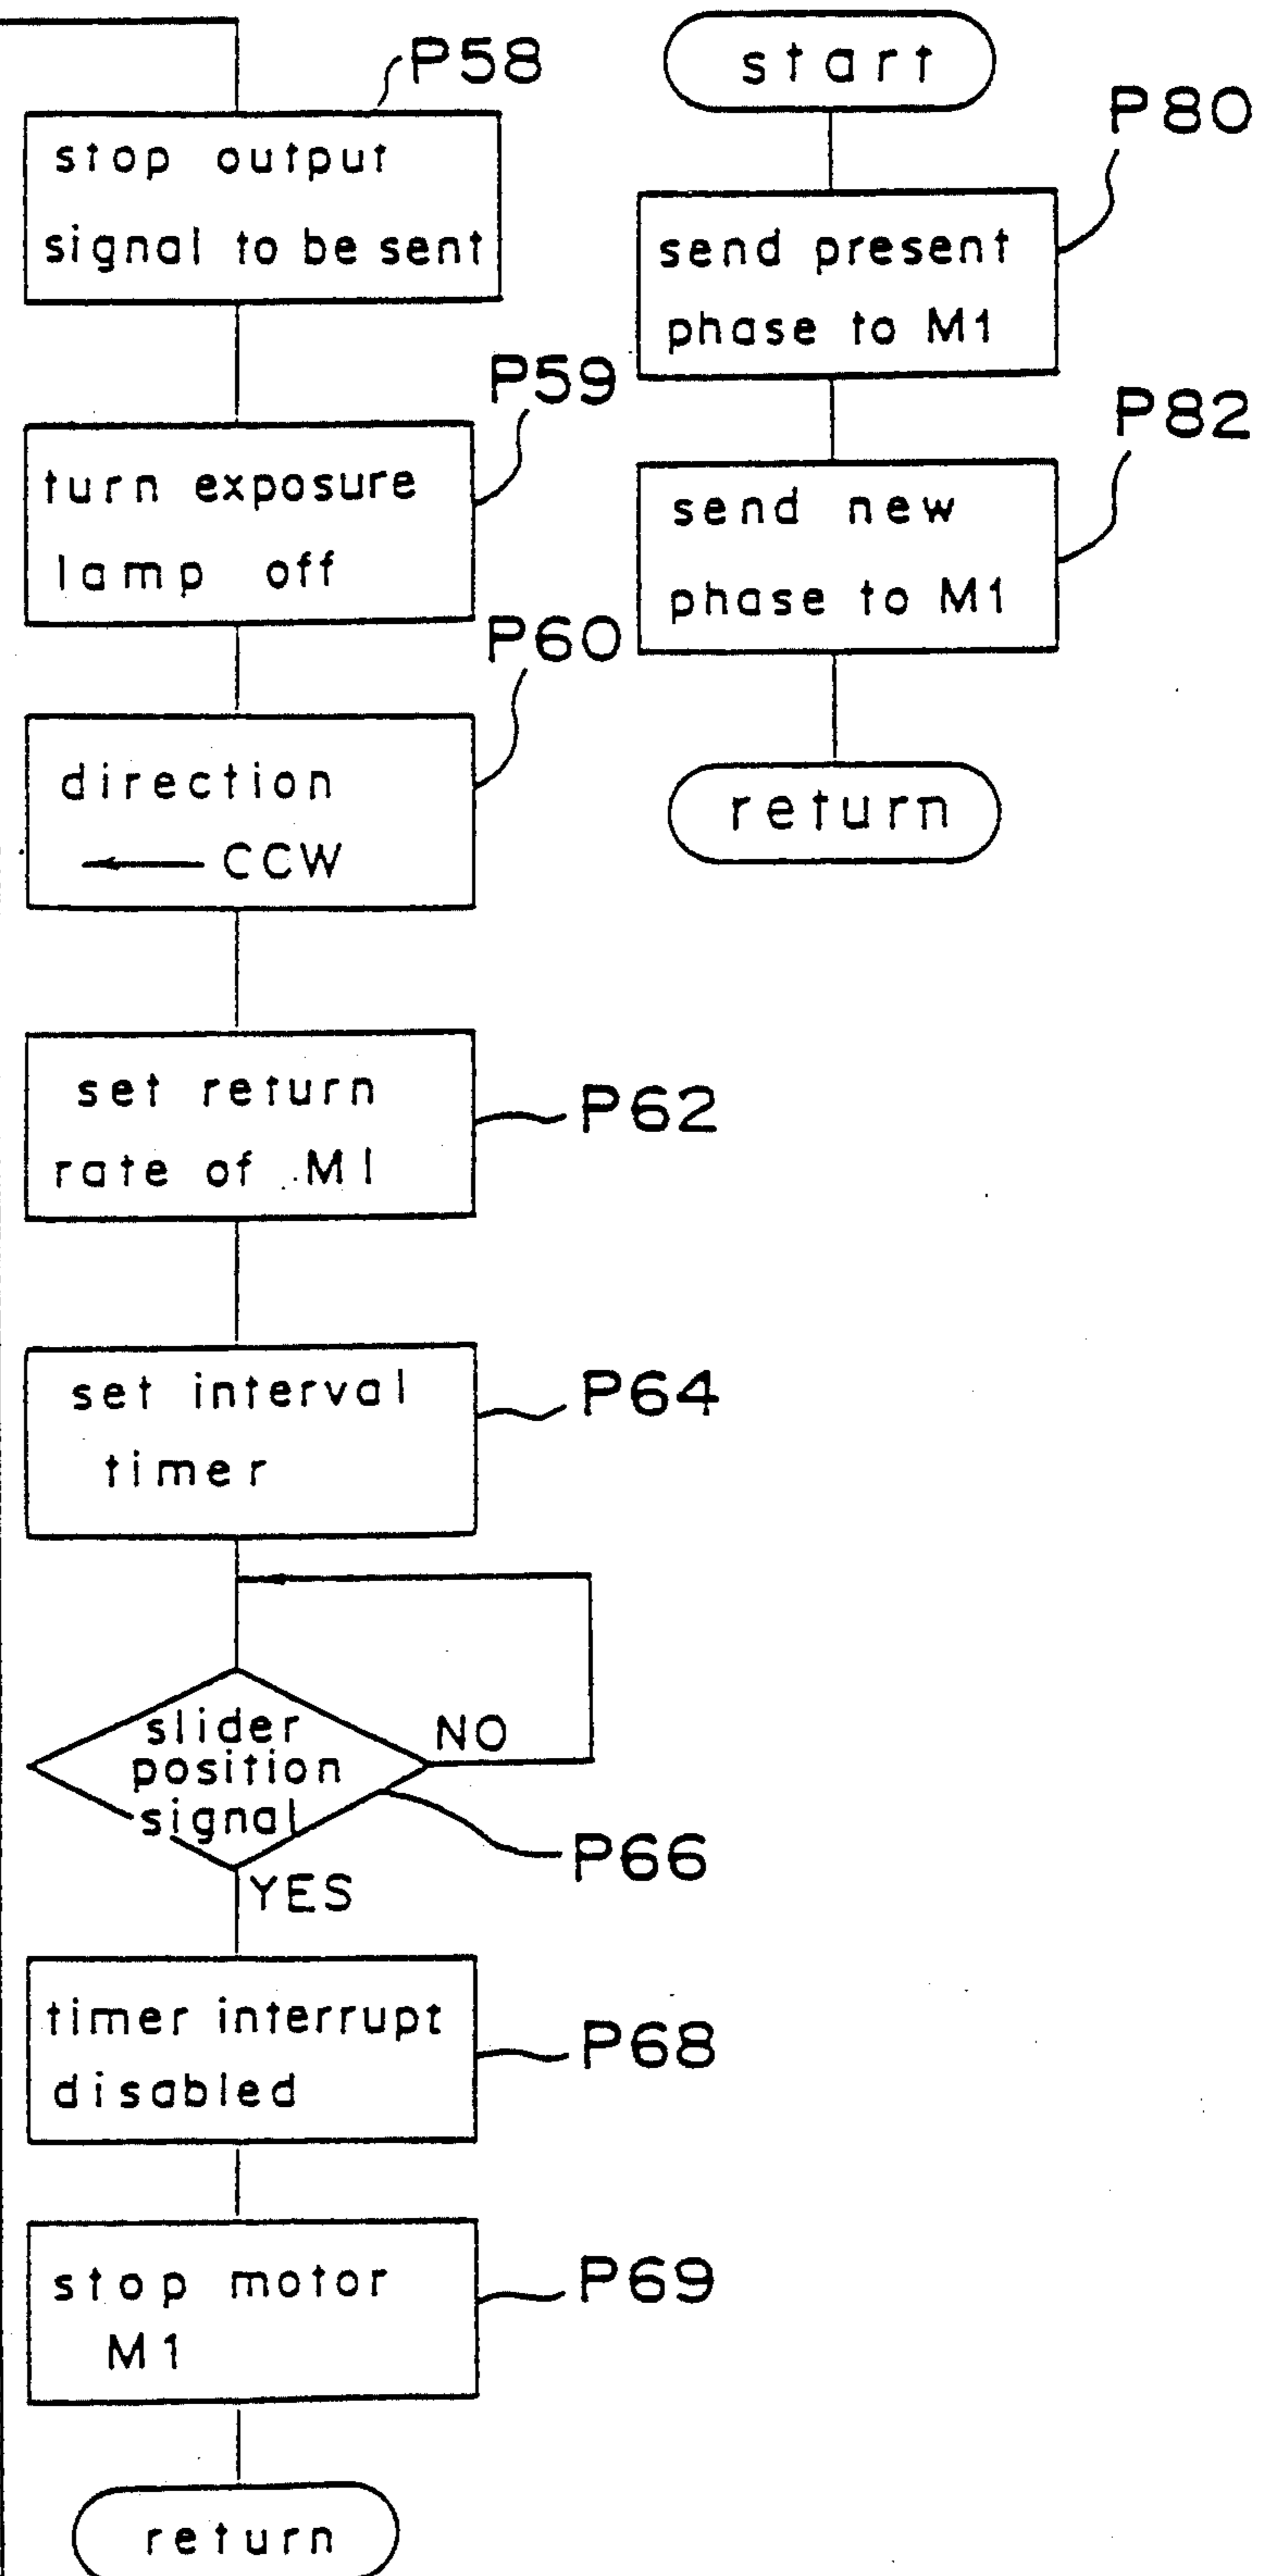 P58
stop output
signal to be sent
P59
turn exposure
lamp off
P60
direction
← CCW
set return
rate of M1
P62
set interval
timer
P64
slider
position
signal
NO
P66
YES
timer interrupt
disabled
P68
stop motor
M1
P69
return
start
P80
send present
phase to M1
P82
send new
phase to M1
return